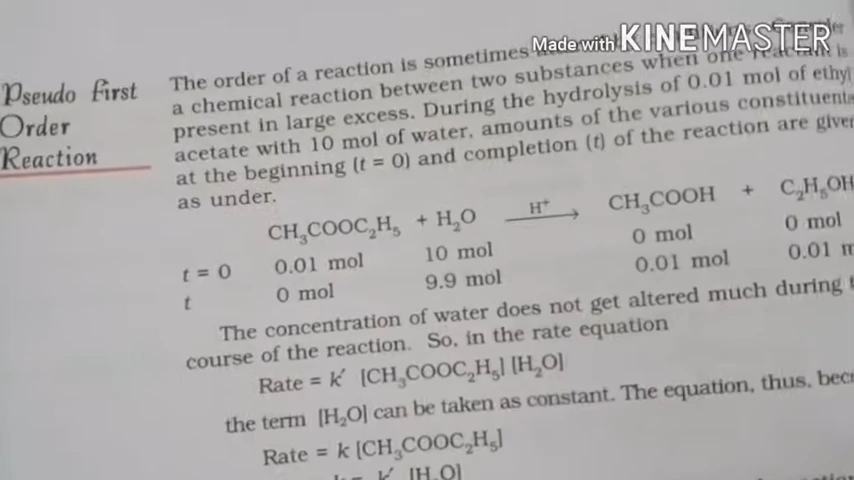 Made with KINEMASTER
Pseudo first
Order
Reaction
The order of a reaction is sometimes
a chemical reaction between two substances when one reactant is
present in large excess. During the hydrolysis of 0.01 mol of ethyl
acetate with 10 mol of water, amounts of the various constituents
at the beginning (t = 0) and completion (t) of the reaction are given
as under.
CH₃COOC₂H₅ + H₂O H⁺ → CH₃COOH + C₂H₅OH
t = 0 0.01 mol 10 mol 0 mol 0 mol
t 0 mol 9.9 mol 0.01 mol 0.01 m
The concentration of water does not get altered much during t
course of the reaction. So, in the rate equation
Rate = k′ [CH₃COOC₂H₅] [H₂O]
the term [H₂O] can be taken as constant. The equation, thus, bec
Rate = k [CH₃COOC₂H₅]
k = k′ [H₂O]